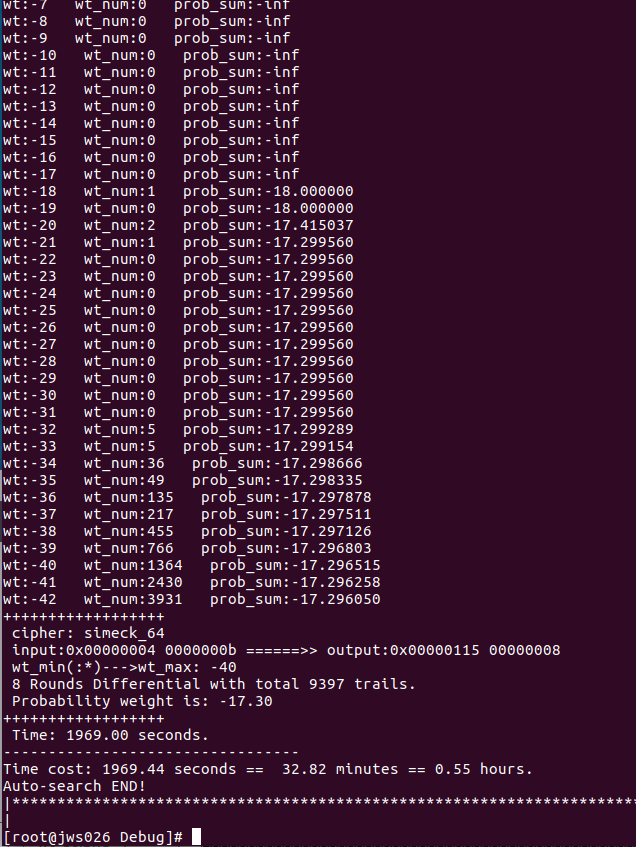 wt:-7   wt_num:0   prob_sum:-inf
wt:-8   wt_num:0   prob_sum:-inf
wt:-9   wt_num:0   prob_sum:-inf
wt:-10   wt_num:0   prob_sum:-inf
wt:-11   wt_num:0   prob_sum:-inf
wt:-12   wt_num:0   prob_sum:-inf
wt:-13   wt_num:0   prob_sum:-inf
wt:-14   wt_num:0   prob_sum:-inf
wt:-15   wt_num:0   prob_sum:-inf
wt:-16   wt_num:0   prob_sum:-inf
wt:-17   wt_num:0   prob_sum:-inf
wt:-18   wt_num:1   prob_sum:-18.000000
wt:-19   wt_num:0   prob_sum:-18.000000
wt:-20   wt_num:2   prob_sum:-17.415037
wt:-21   wt_num:1   prob_sum:-17.299560
wt:-22   wt_num:0   prob_sum:-17.299560
wt:-23   wt_num:0   prob_sum:-17.299560
wt:-24   wt_num:0   prob_sum:-17.299560
wt:-25   wt_num:0   prob_sum:-17.299560
wt:-26   wt_num:0   prob_sum:-17.299560
wt:-27   wt_num:0   prob_sum:-17.299560
wt:-28   wt_num:0   prob_sum:-17.299560
wt:-29   wt_num:0   prob_sum:-17.299560
wt:-30   wt_num:0   prob_sum:-17.299560
wt:-31   wt_num:0   prob_sum:-17.299560
wt:-32   wt_num:5   prob_sum:-17.299289
wt:-33   wt_num:5   prob_sum:-17.299154
wt:-34   wt_num:36   prob_sum:-17.298666
wt:-35   wt_num:49   prob_sum:-17.298335
wt:-36   wt_num:135   prob_sum:-17.297878
wt:-37   wt_num:217   prob_sum:-17.297511
wt:-38   wt_num:455   prob_sum:-17.297126
wt:-39   wt_num:766   prob_sum:-17.296803
wt:-40   wt_num:1364   prob_sum:-17.296515
wt:-41   wt_num:2430   prob_sum:-17.296258
wt:-42   wt_num:3931   prob_sum:-17.296050
++++++++++++++++++
cipher: simeck_64
input:0x00000004 0000000b ======>> output:0x00000115 00000008
wt_min(:*)--->wt_max: -40
8 Rounds Differential with total 9397 trails.
Probability weight is: -17.30
++++++++++++++++++
Time: 1969.00 seconds.
---------------------------------
Time cost: 1969.44 seconds ==  32.82 minutes == 0.55 hours.
Auto-search END!
|**********************************************************************
|
[root@jws026 Debug]#